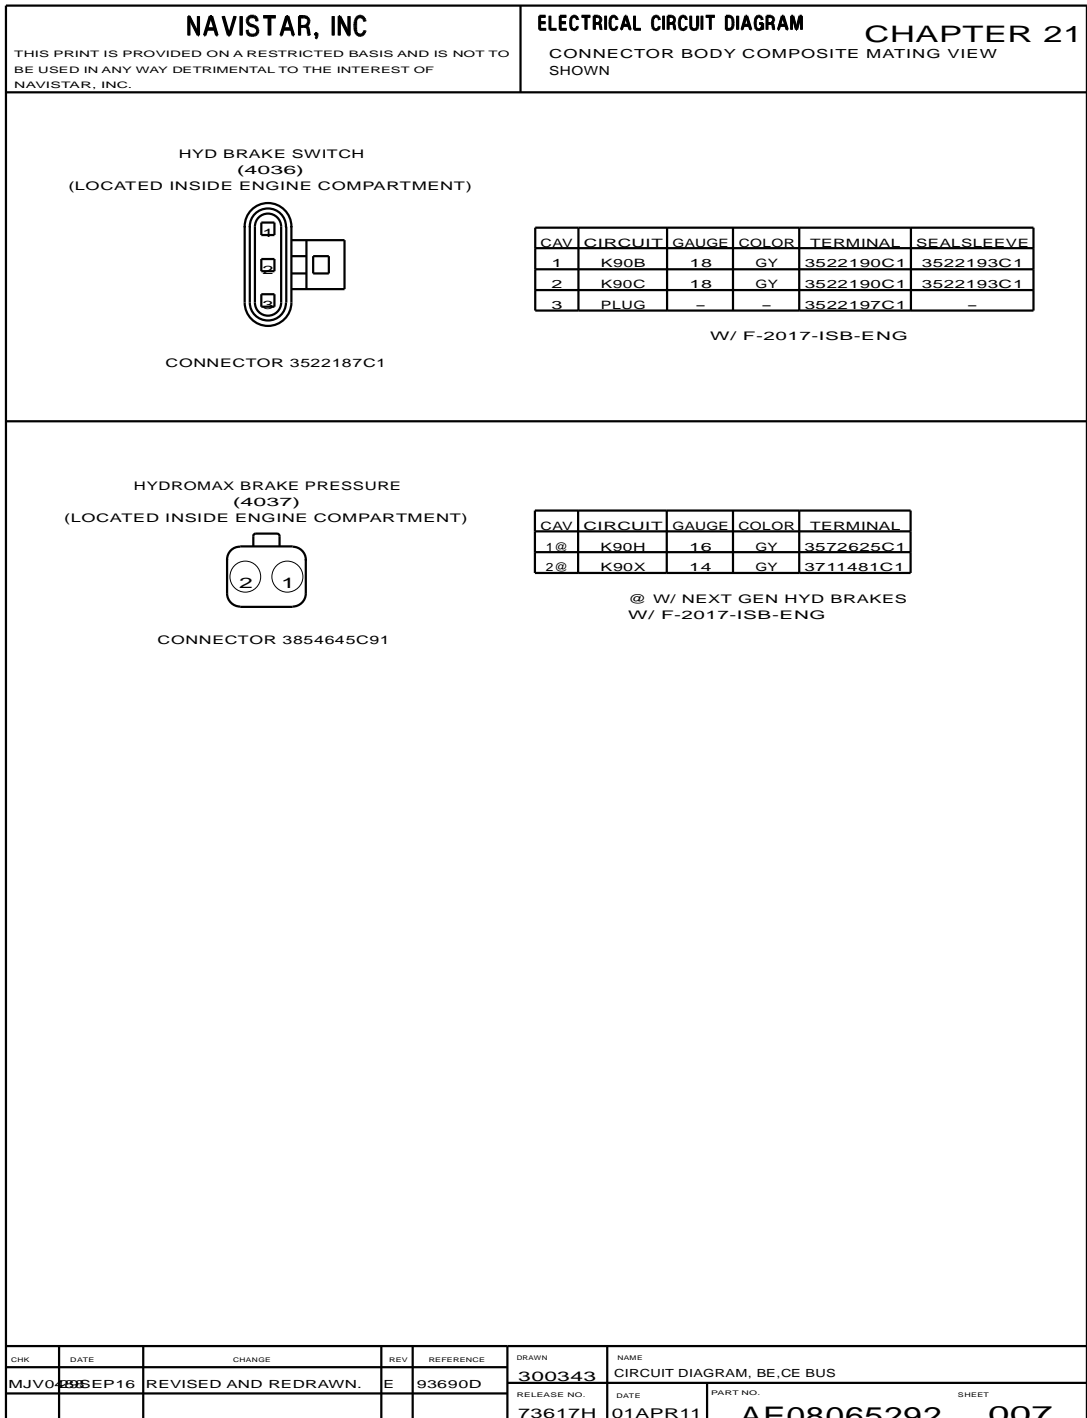 NAVISTAR, INC
THIS PRINT IS PROVIDED ON A RESTRICTED BASIS AND IS NOT TO
BE USED IN ANY WAY DETRIMENTAL TO THE INTEREST OF
NAVISTAR, INC.
ELECTRICAL CIRCUIT DIAGRAM
CHAPTER 21
CONNECTOR BODY COMPOSITE MATING VIEW
SHOWN
HYD BRAKE SWITCH
(4036)
(LOCATED INSIDE ENGINE COMPARTMENT)
1
2
3
CONNECTOR 3522187C1
CAV CIRCUIT GAUGE COLOR TERMINAL SEALSLEEVE
1 K90B 18 GY 3522190C1 3522193C1
2 K90C 18 GY 3522190C1 3522193C1
3 PLUG – – 3522197C1 –
W/ F-2017-ISB-ENG
HYDROMAX BRAKE PRESSURE
(4037)
(LOCATED INSIDE ENGINE COMPARTMENT)
2 1
CONNECTOR 3854645C91
CAV CIRCUIT GAUGE COLOR TERMINAL
1@ K90H 16 GY 3572625C1
2@ K90X 14 GY 3711481C1
@ W/ NEXT GEN HYD BRAKES
W/ F-2017-ISB-ENG
CHK DATE CHANGE REV REFERENCE
REVISED AND REDRAWN. E 93690D
DRAWN
300343
NAME
CIRCUIT DIAGRAM, BE,CE BUS
RELEASE NO. DATE PART NO. SHEET
73617H 01APR11 AE08065292 007